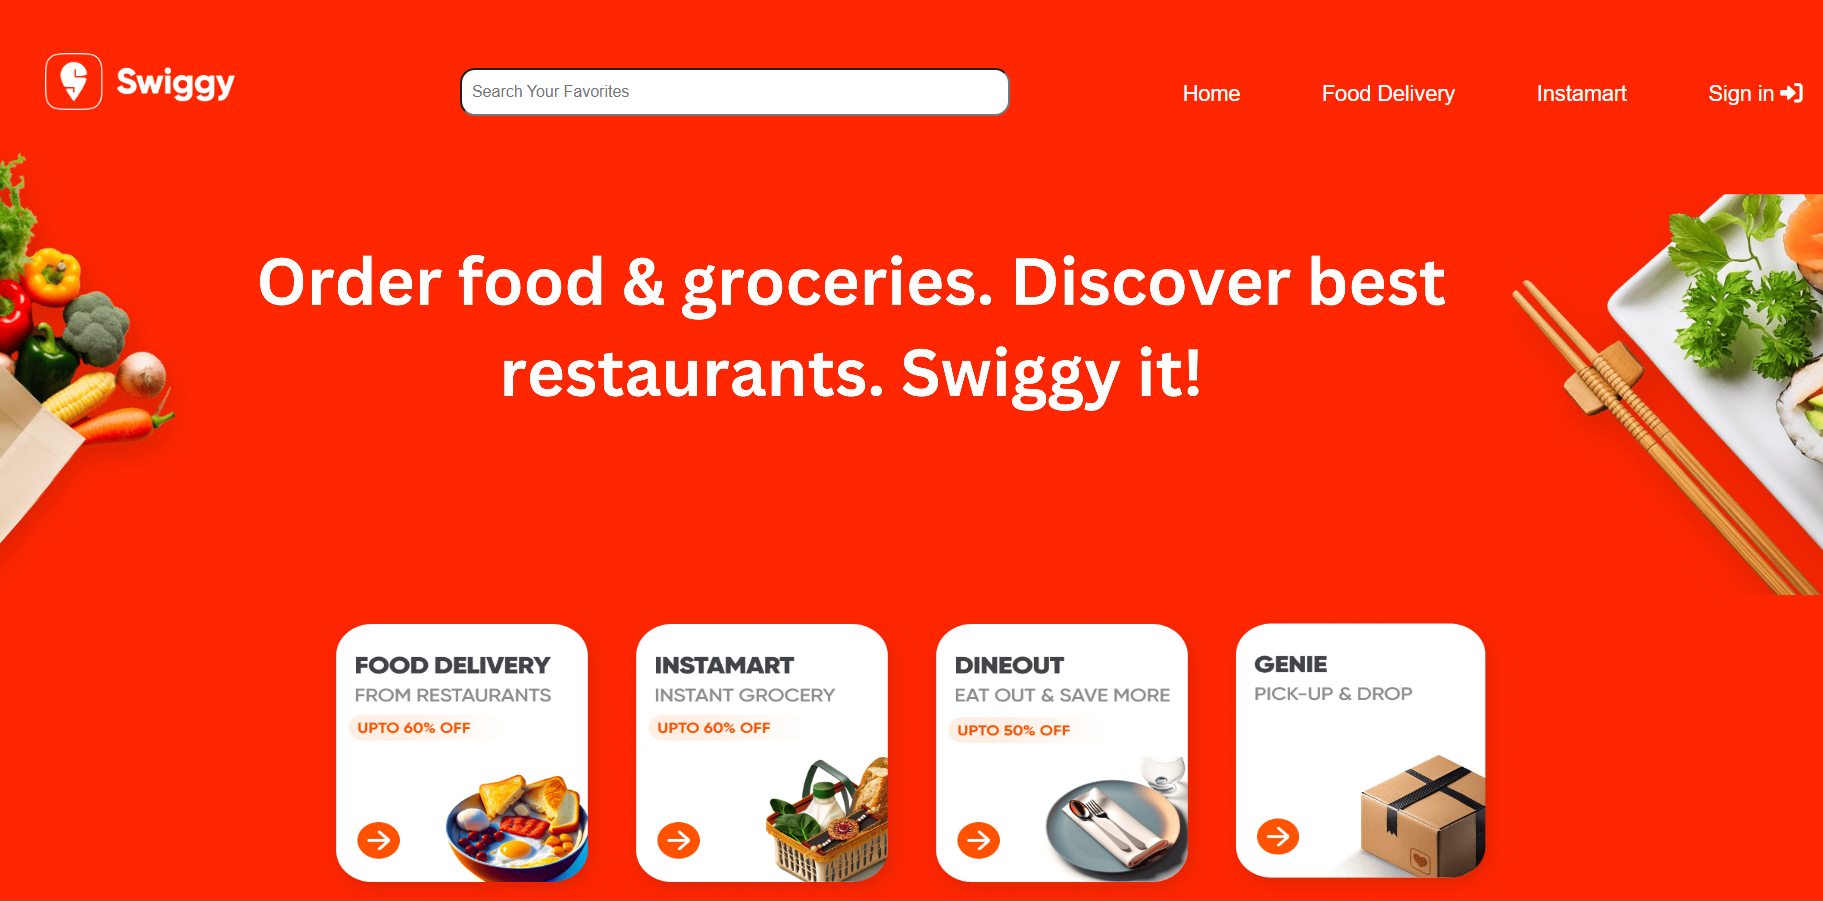 Swiggy
Search Your Favorites
Home
Food Delivery
Instamart
Sign in
Order food & groceries. Discover best
restaurants. Swiggy it!
FOOD DELIVERY
FROM RESTAURANTS
UPTO 60% OFF
INSTAMART
INSTANT GROCERY
UPTO 60% OFF
DINEOUT
EAT OUT & SAVE MORE
UPTO 50% OFF
GENIE
PICK-UP & DROP